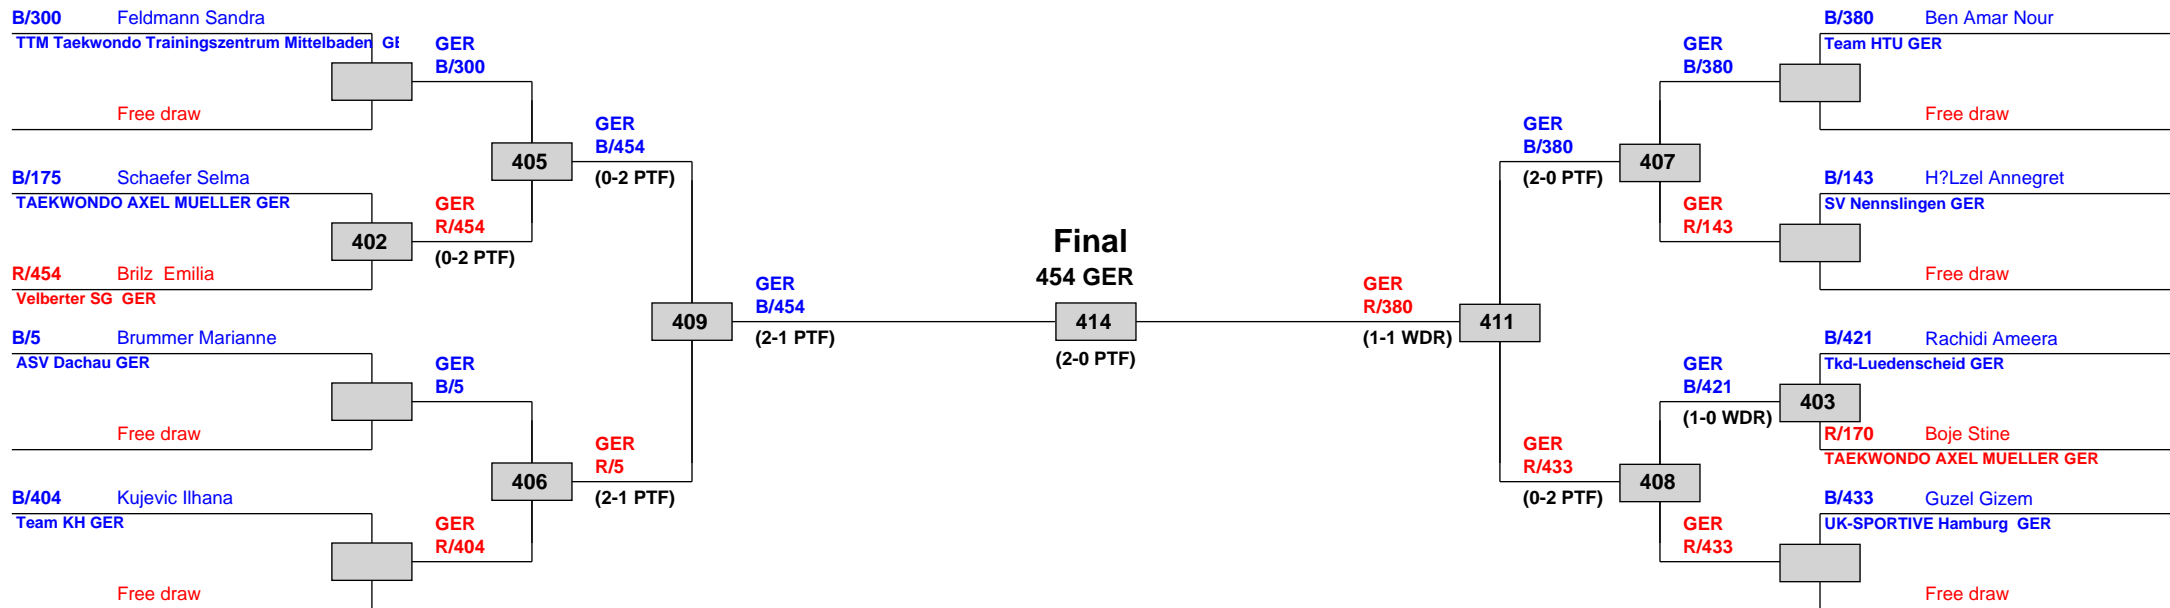 B/300 Feldmann Sandra
TTM Taekwondo Trainingszentrum Mittelbaden GE
GER
B/300
Free draw
GER
B/454
405
(0-2 PTF)
B/175 Schaefer Selma
TAEKWONDO AXEL MUELLER GER
GER
R/454
402
(0-2 PTF)
R/454 Brilz Emilia
Velberter SG GER
GER
B/454
409
(2-1 PTF)
B/5 Brummer Marianne
ASV Dachau GER
GER
B/5
Free draw
GER
R/5
406
(2-1 PTF)
B/404 Kujevic Ilhana
Team KH GER
GER
R/404
Free draw
Final
454 GER
414
(2-0 PTF)
B/380 Ben Amar Nour
Team HTU GER
GER
B/380
Free draw
GER
B/380
407
(2-0 PTF)
B/143 H?Lzel Annegret
SV Nennslingen GER
GER
R/143
Free draw
GER
R/380
411
(1-1 WDR)
B/421 Rachidi Ameera
Tkd-Luedenscheid GER
GER
B/421
403
(1-0 WDR)
R/170 Boje Stine
TAEKWONDO AXEL MUELLER GER
GER
R/433
408
(0-2 PTF)
B/433 Guzel Gizem
UK-SPORTIVE Hamburg GER
GER
R/433
Free draw